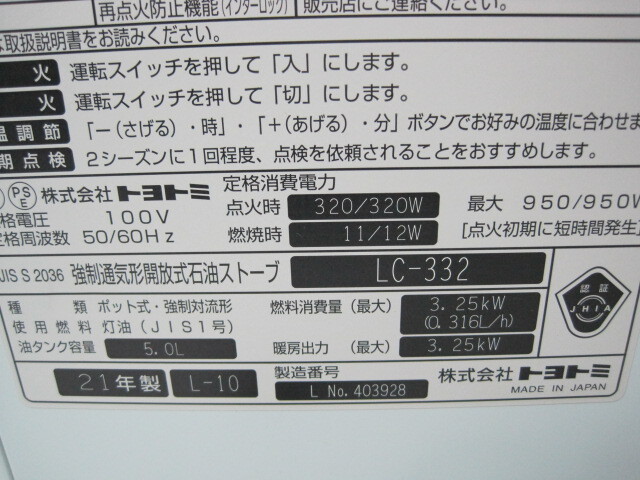 再点火防止機能(インターロック) 販売店にご連絡ください。
な取扱説明書をお読みください。
火 運転スイッチを押して「入」にします。
火 運転スイッチを押して「切」にします。
温調節 「－(さげる)・時」・「＋(あげる)・分」ボタンでお好みの温度に合わせま
期点検 2シーズンに1回程度、点検を依頼されることをおすすめします。
PSE 株式会社トヨトミ 定格消費電力
格電圧 100V 点火時 320/320W 最大 950/950W
定格周波数 50/60Hz 燃焼時 11/12W [点火初期に短時間発生]
JIS S 2036 強制通気形開放式石油ストーブ LC-332
種類 ポット式・強制対流形 燃料消費量(最大) 3.25kW
使用燃料 灯油(JIS1号) (0.316L/h)
油タンク容量 5.0L 暖房出力(最大) 3.25kW
認証
JHIA
21年製 L-10 製造番号 L No. 403928 株式会社トヨトミ
MADE IN JAPAN